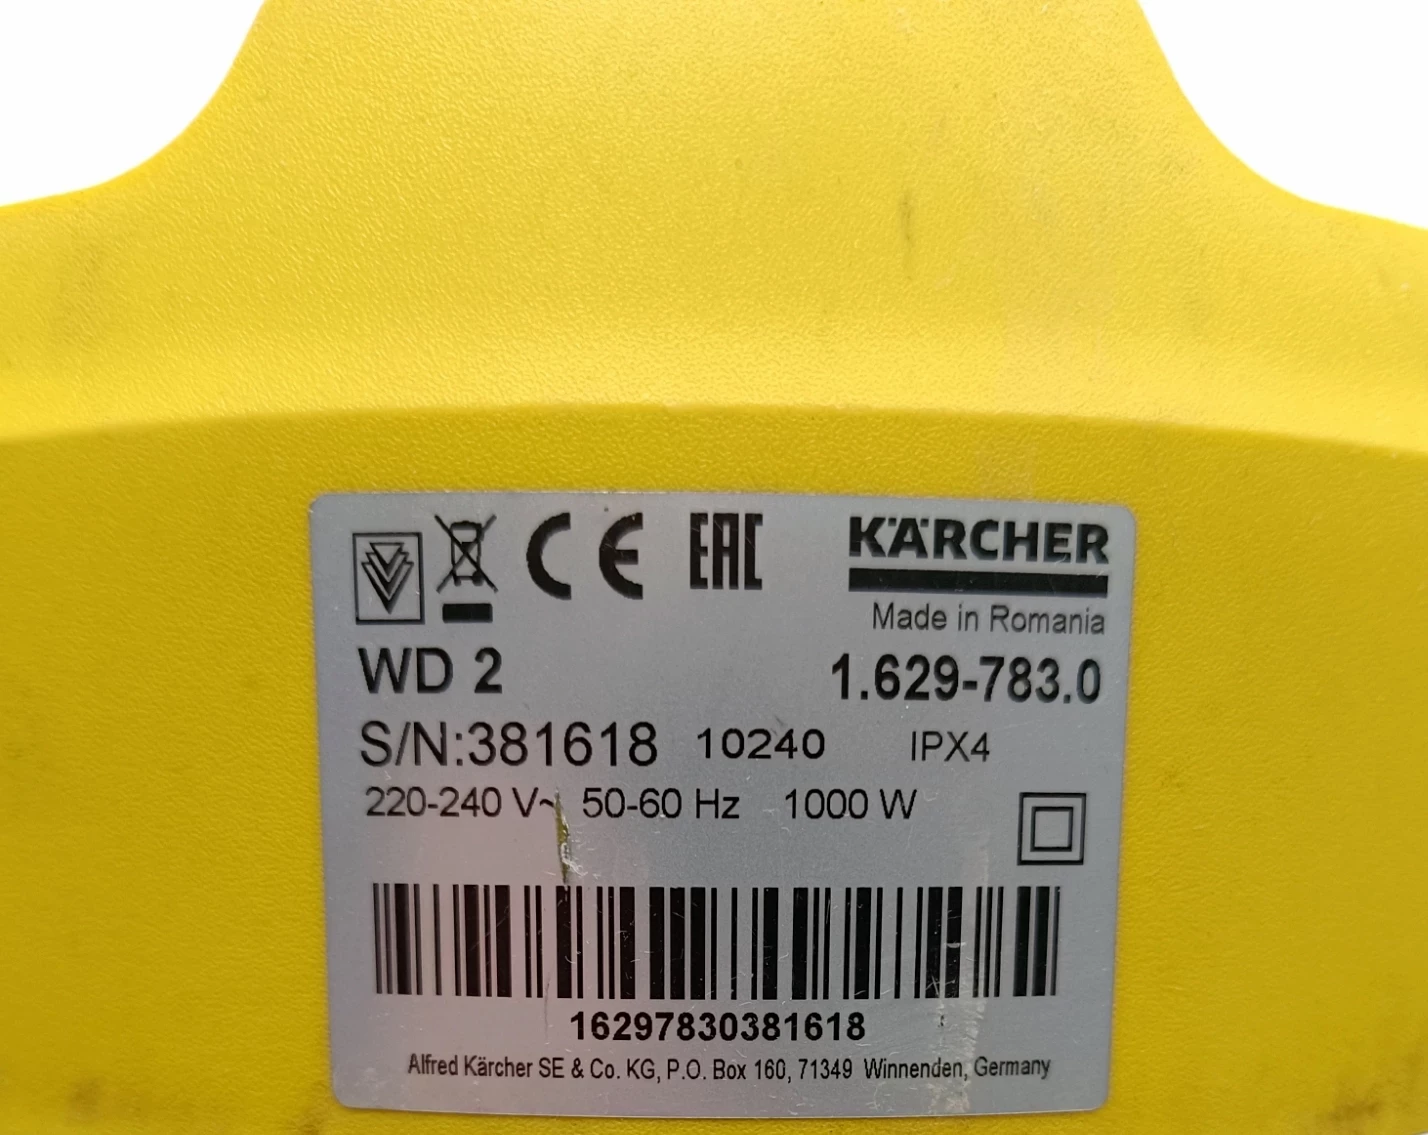 CE EAC KÄRCHER
Made in Romania
WD 2 1.629-783.0
S/N:381618 10240 IPX4
220-240 V~ 50-60 Hz 1000 W
16297830381618
Alfred Kärcher SE & Co. KG, P.O. Box 160, 71349 Winnenden, Germany